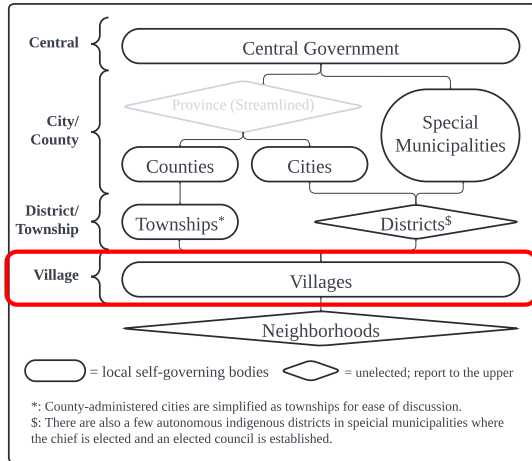 Central
Central Government
Province (Streamlined)
City/
County
Special
Municipalities
Counties
Cities
District/
Township
Townships*
Districts$
Village
Villages
Neighborhoods
= local self-governing bodies
= unelected; report to the upper
*: County-administered cities are simplified as townships for ease of discussion.
$: There are also a few autonomous indigenous districts in speicial municipalities where
the chief is elected and an elected council is established.